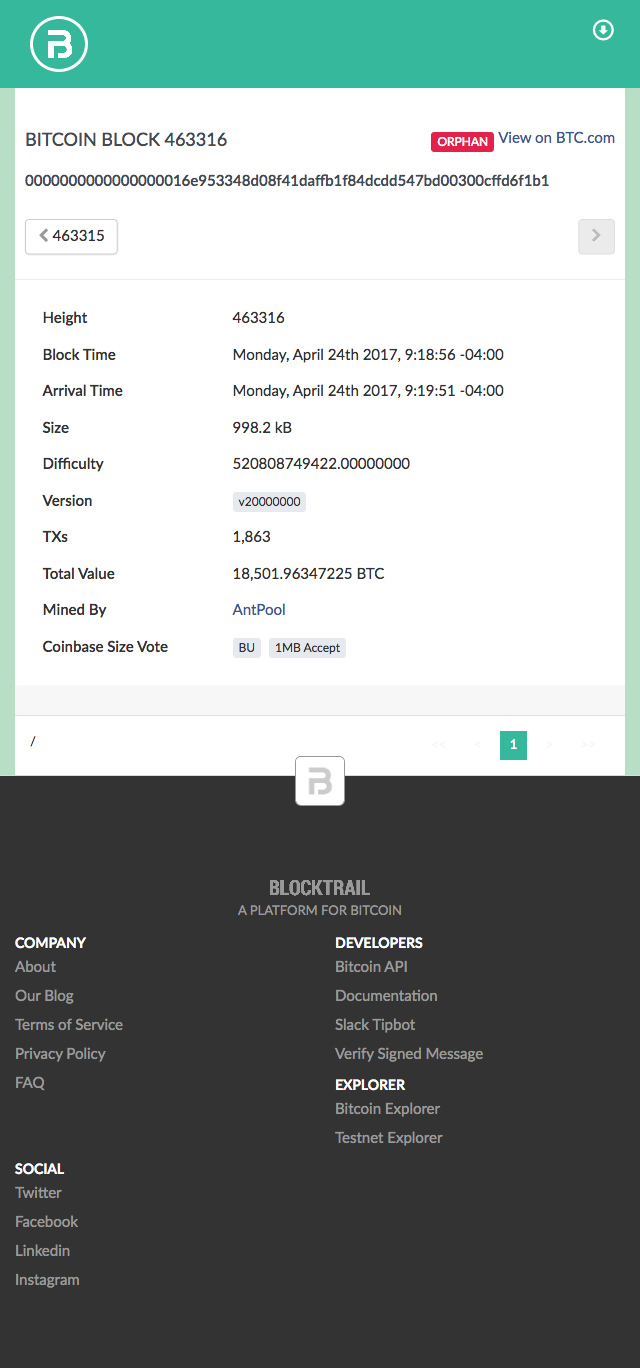 BITCOIN BLOCK 463316
ORPHAN View on BTC.com
0000000000000000016e953348d08f41daffb1f84dcdd547bd00300cffd6f1b1
463315
Height 463316
Block Time Monday, April 24th 2017, 9:18:56 -04:00
Arrival Time Monday, April 24th 2017, 9:19:51 -04:00
Size 998.2 kB
Difficulty 520808749422.00000000
Version v20000000
TXs 1,863
Total Value 18,501.96347225 BTC
Mined By AntPool
Coinbase Size Vote BU 1MB Accept
/ << < 1 > >>
BLOCKTRAIL
A PLATFORM FOR BITCOIN
COMPANY
About
Our Blog
Terms of Service
Privacy Policy
FAQ
DEVELOPERS
Bitcoin API
Documentation
Slack Tipbot
Verify Signed Message
EXPLORER
Bitcoin Explorer
Testnet Explorer
SOCIAL
Twitter
Facebook
Linkedin
Instagram